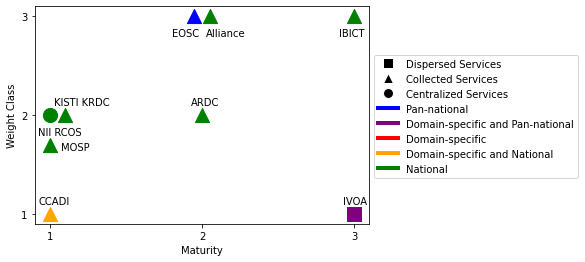 3
EOSC Alliance
IBICT
Dispersed Services
Collected Services
Centralized Services
Pan-national
Domain-specific and Pan-national
Domain-specific
Domain-specific and National
National
Weight Class
2
KISTI KRDC
ARDC
NII RCOS
MOSP
CCADI
IVOA
1
1 2 3
Maturity